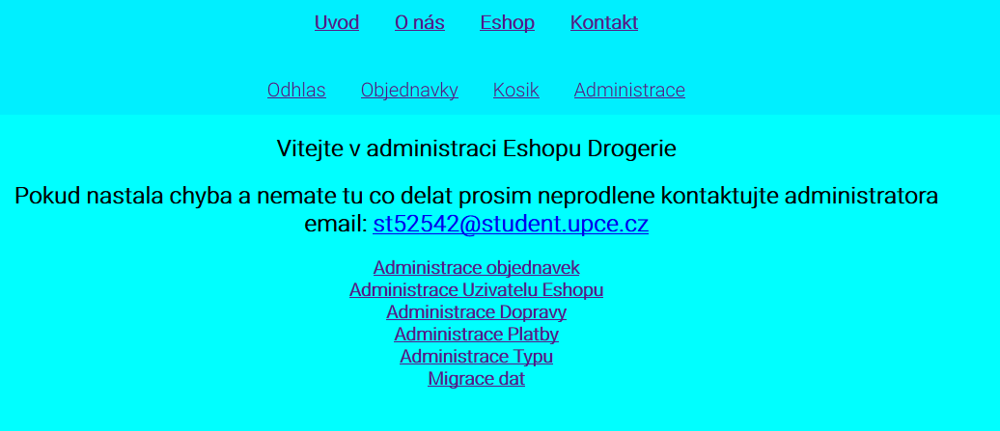 Uvod O nás Eshop Kontakt
Odhlas Objednavky Kosik Administrace
Vitejte v administraci Eshopu Drogerie
Pokud nastala chyba a nemate tu co delat prosim neprodlene kontaktujte administratora
email: st52542@student.upce.cz
Administrace objednavek
Administrace Uzivatelu Eshopu
Administrace Dopravy
Administrace Platby
Administrace Typu
Migrace dat